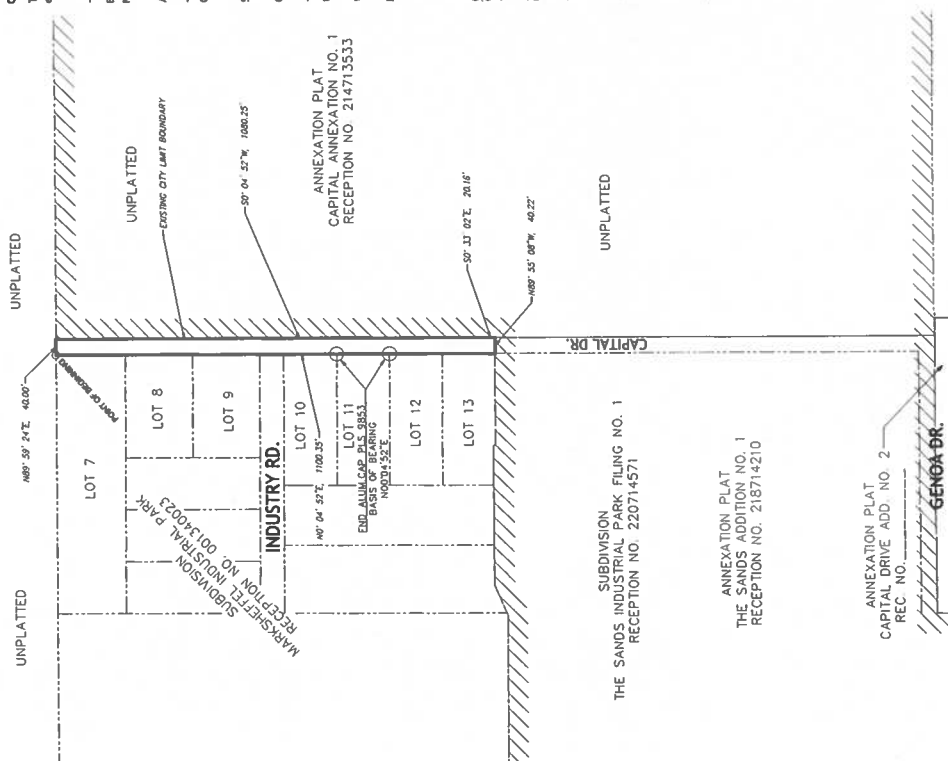 UNPLATTED
UNPLATTED
UNPLATTED
EXISTING CITY LIMIT BOUNDARY
S0° 04' 52"W, 1080.25'
ANNEXATION PLAT
CAPITAL ANNEXATION NO. 1
RECEPTION NO. 214713533
N89° 59' 24"E, 40.00'
POINT OF BEGINNING
S0° 33' 02"E, 20.16'
N89° 55' 08"W, 40.22'
UNPLATTED
LOT 7
LOT 8
LOT 9
INDUSTRY RD.
LOT 10
LOT 11
LOT 12
LOT 13
N0° 04' 52"E, 1100.35'
FND ALUM CAP PLS 9853
BASIS OF BEARING
N00°04'52"E
SUBDIVISION
MARKSHEFFEL INDUSTRIAL PARK
RECEPTION NO. 001340023
CAPITAL DR.
SUBDIVISION
THE SANDS INDUSTRIAL PARK FILING NO. 1
RECEPTION NO. 220714571
ANNEXATION PLAT
THE SANDS ADDITION NO. 1
RECEPTION NO. 218714210
ANNEXATION PLAT
CAPITAL DRIVE ADD. NO. 2
REC. NO.
GENOA DR.